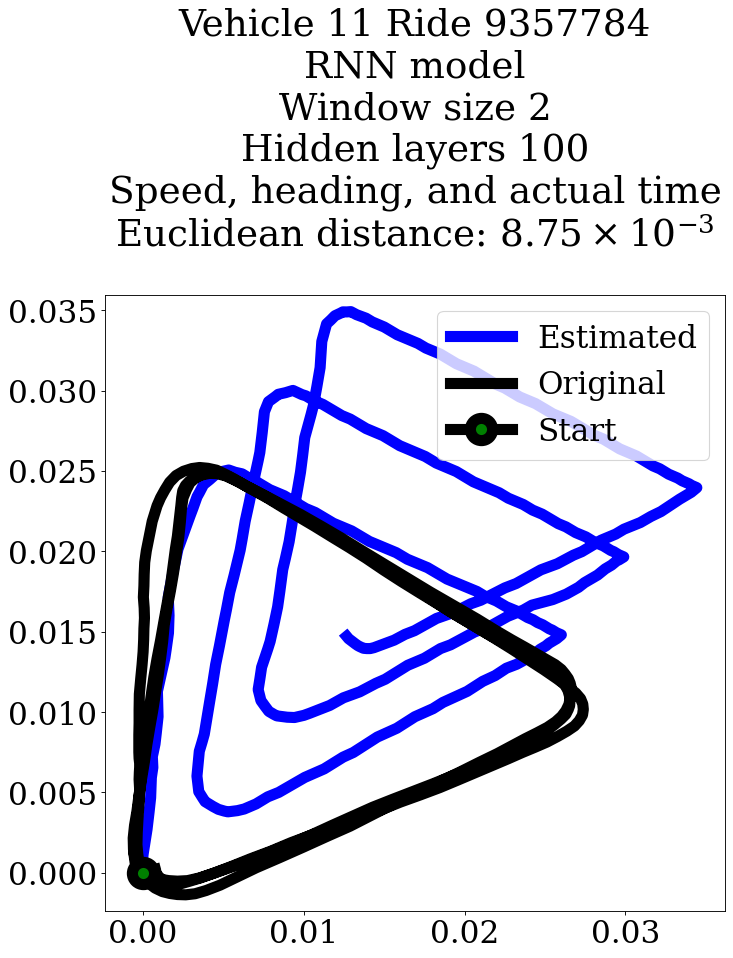 Vehicle 11 Ride 9357784
RNN model
Window size 2
Hidden layers 100
Speed, heading, and actual time
Euclidean distance: 8.75 × 10⁻³
0.035
0.030
0.025
0.020
0.015
0.010
0.005
0.000
Estimated
Original
Start
0.00 0.01 0.02 0.03